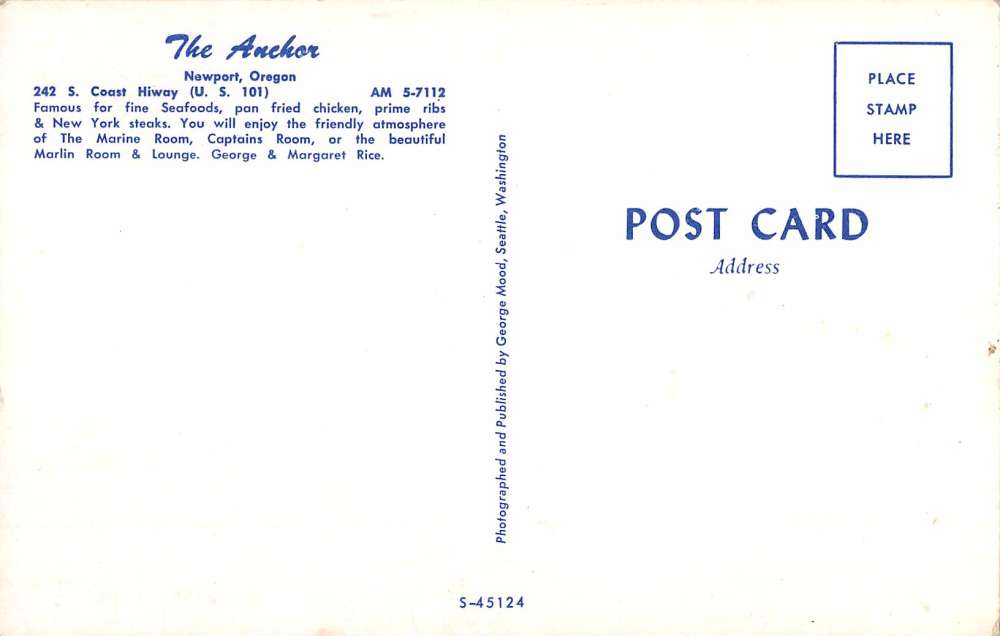 The Anchor
Newport, Oregon
242 S. Coast Hiway (U. S. 101) AM 5-7112
Famous for fine Seafoods, pan fried chicken, prime ribs
& New York steaks. You will enjoy the friendly atmosphere
of The Marine Room, Captains Room, or the beautiful
Marlin Room & Lounge. George & Margaret Rice.
Photographed and Published by George Mood, Seattle, Washington
PLACE
STAMP
HERE
POST CARD
Address
S-45124